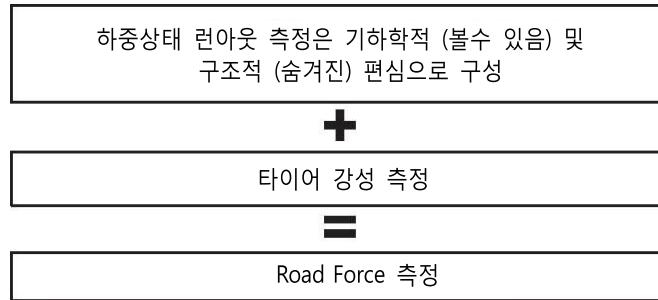 하중상태 런아웃 측정은 기하학적 (볼수 있음) 및
구조적 (숨겨진) 편심으로 구성
+
타이어 강성 측정
=
Road Force 측정